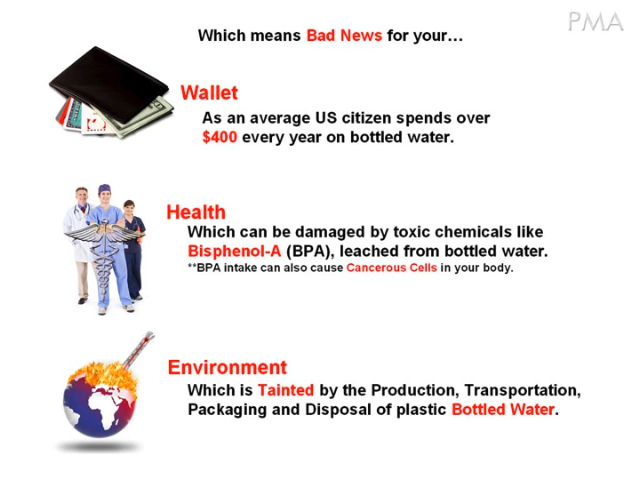 PMA
Which means Bad News for your…
Wallet
As an average US citizen spends over
$400 every year on bottled water.
Health
Which can be damaged by toxic chemicals like
Bisphenol-A (BPA), leached from bottled water.
**BPA intake can also cause Cancerous Cells in your body.
Environment
Which is Tainted by the Production, Transportation,
Packaging and Disposal of plastic Bottled Water.